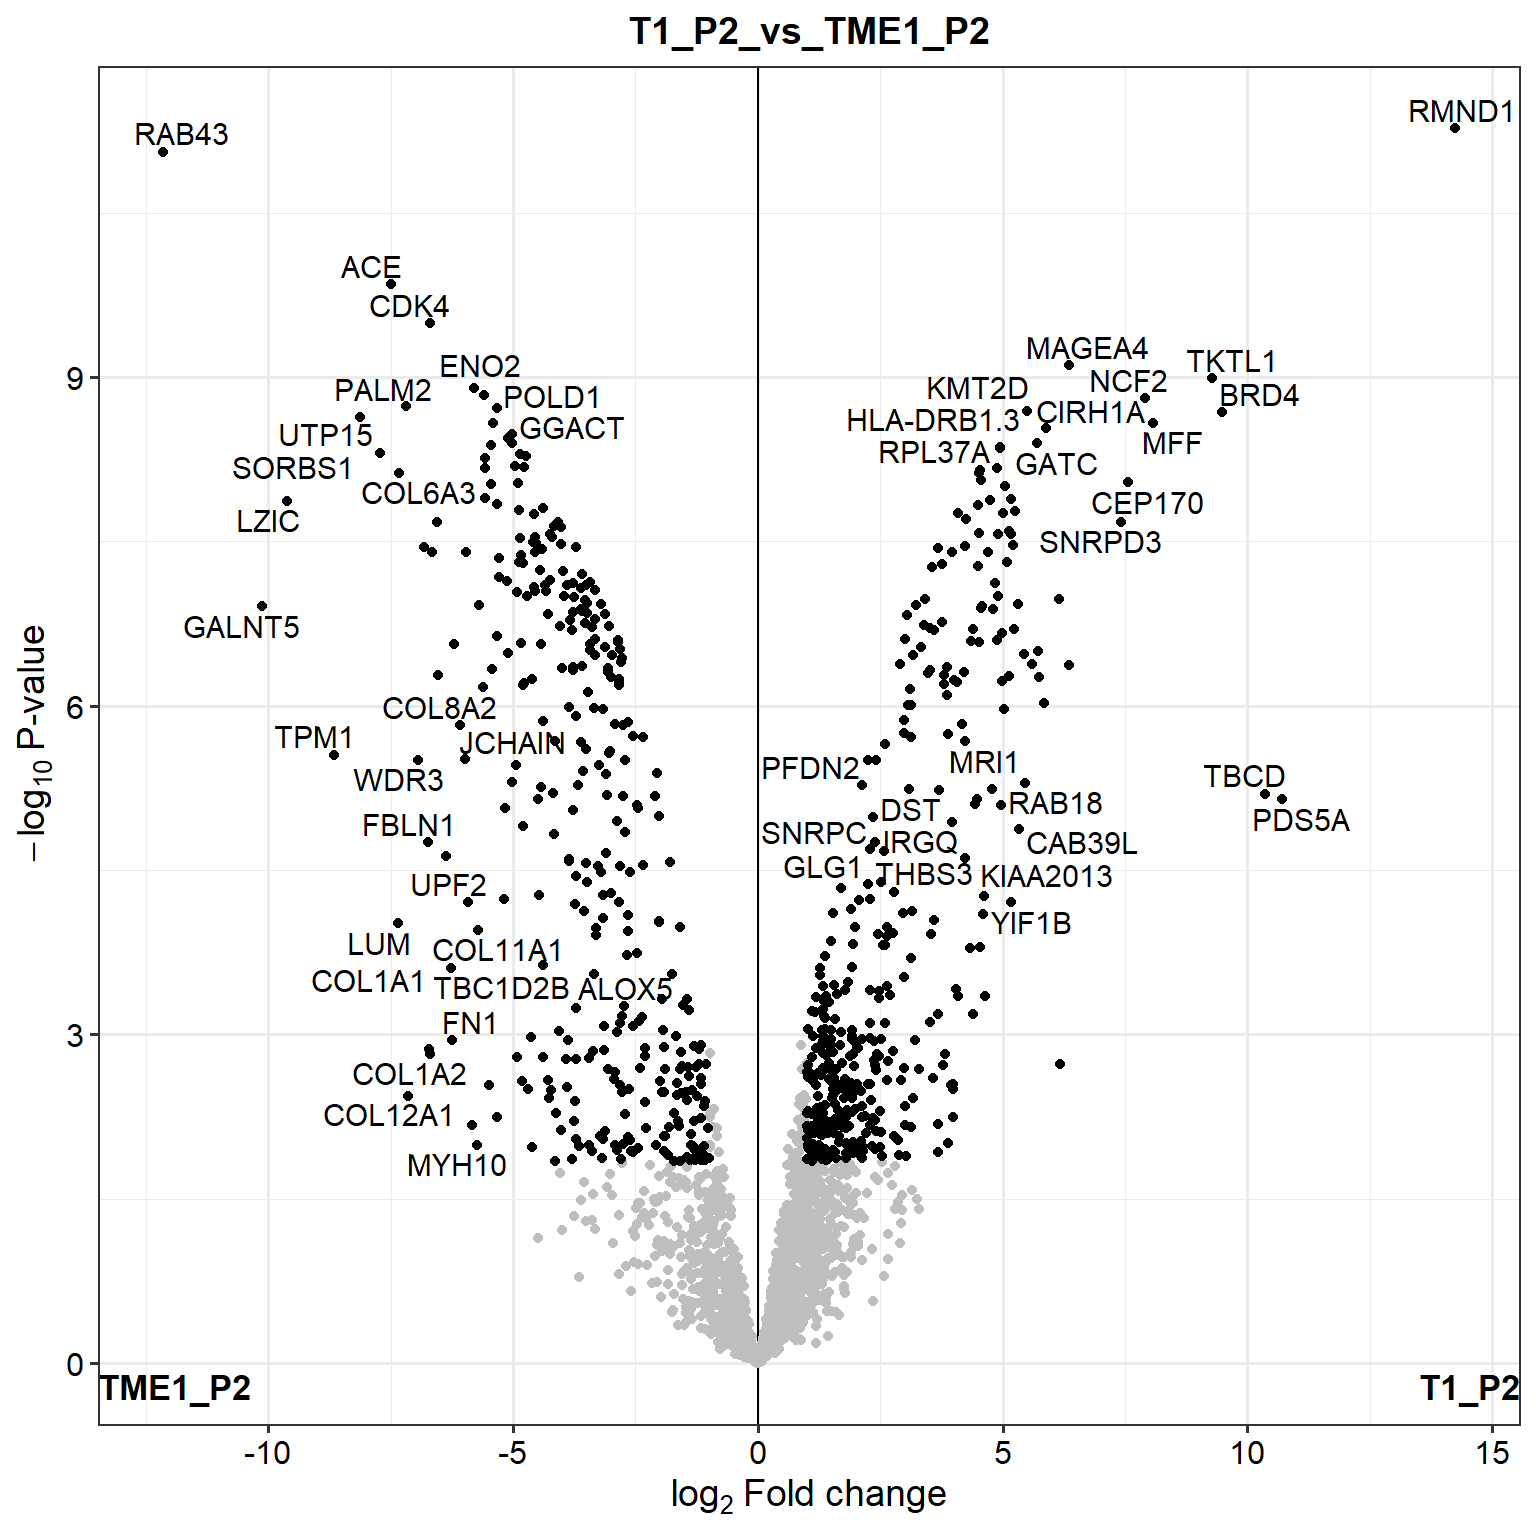 T1_P2_vs_TME1_P2
RAB43
RMND1
ACE
CDK4
MAGEA4
ENO2
TKTL1
9
PALM2
KMT2D
NCF2
POLD1
BRD4
HLA-DRB1.3
CIRH1A
UTP15
GGACT
MFF
RPL37A
SORBS1
GATC
COL6A3
CEP170
LZIC
SNRPD3
GALNT5
6
COL8A2
TPM1
JCHAIN
MRI1
PFDN2
WDR3
TBCD
DST
RAB18
PDS5A
FBLN1
SNRPC
IRGQ
CAB39L
UPF2
GLG1
THBS3
KIAA2013
LUM
YIF1B
COL11A1
COL1A1
TBC1D2B
ALOX5
FN1
3
COL1A2
COL12A1
MYH10
0
TME1_P2
T1_P2
-10
-5
0
5
10
15
log2 Fold change
−log10 P-value